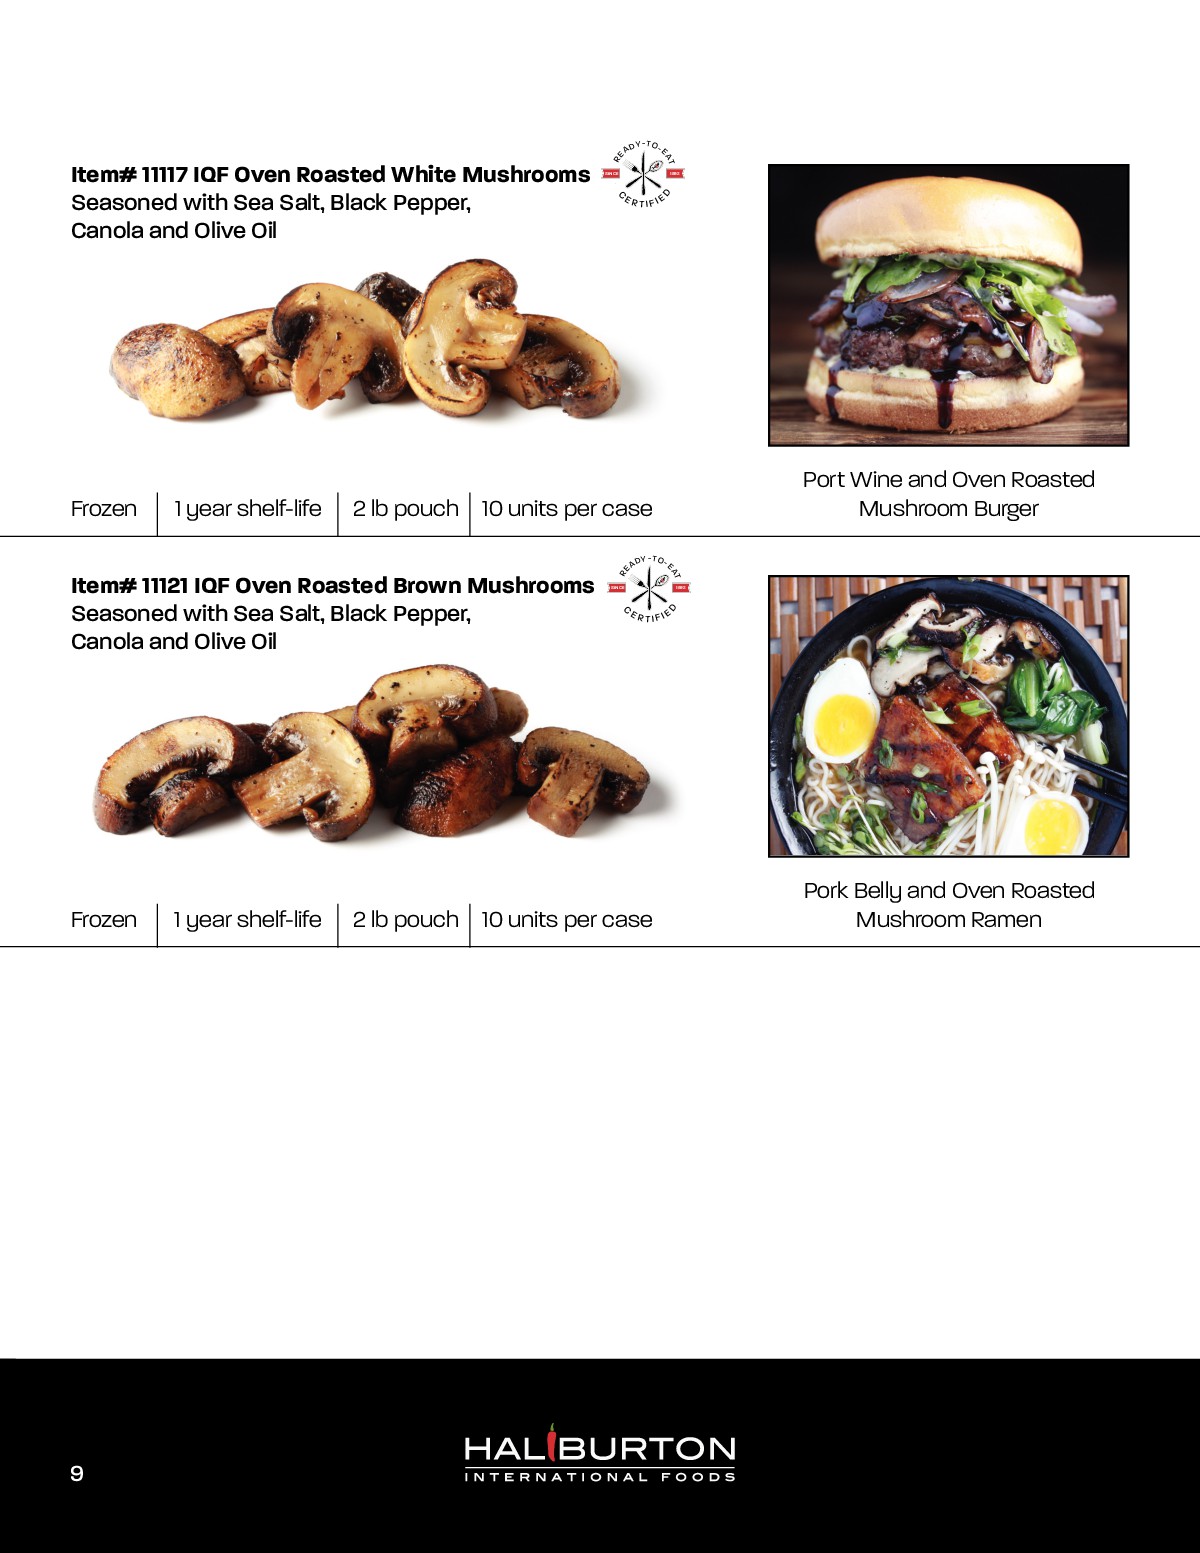 Item# 11117 IQF Oven Roasted White Mushrooms
Seasoned with Sea Salt, Black Pepper,
Canola and Olive Oil
READY-TO-EAT
SINCE
CERTIFIED
Frozen
1 year shelf-life
2 lb pouch
10 units per case
Port Wine and Oven Roasted
Mushroom Burger
Item# 11121 IQF Oven Roasted Brown Mushrooms
Seasoned with Sea Salt, Black Pepper,
Canola and Olive Oil
READY-TO-EAT
SINCE
CERTIFIED
Frozen
1 year shelf-life
2 lb pouch
10 units per case
Pork Belly and Oven Roasted
Mushroom Ramen
9
HALIBURTON
INTERNATIONAL FOODS